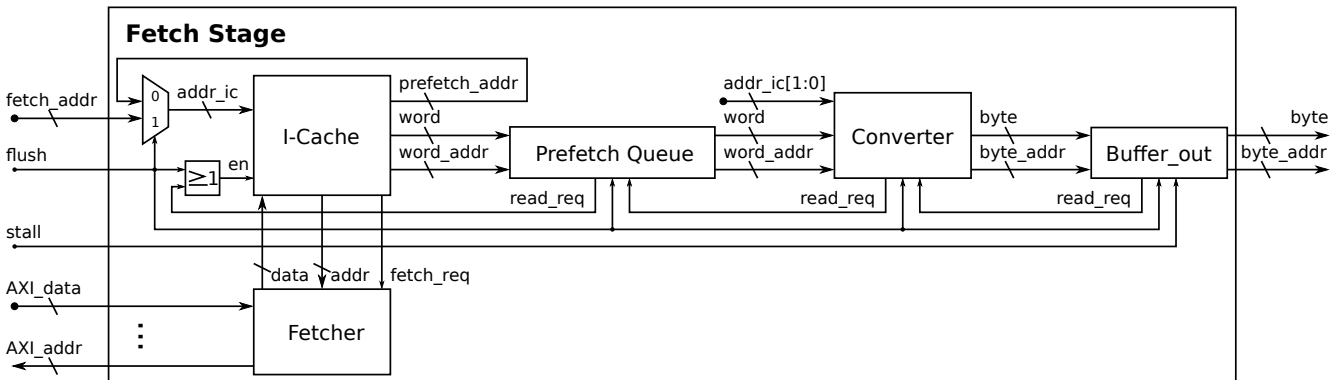 Fetch Stage
fetch_addr
0
1
addr_ic
I-Cache
prefetch_addr
word
word_addr
addr_ic[1:0]
word
word_addr
Prefetch Queue
Converter
byte
byte_addr
Buffer_out
byte
byte_addr
flush
≥1
en
read_req
read_req
read_req
stall
data
addr
fetch_req
AXI_data
Fetcher
AXI_addr